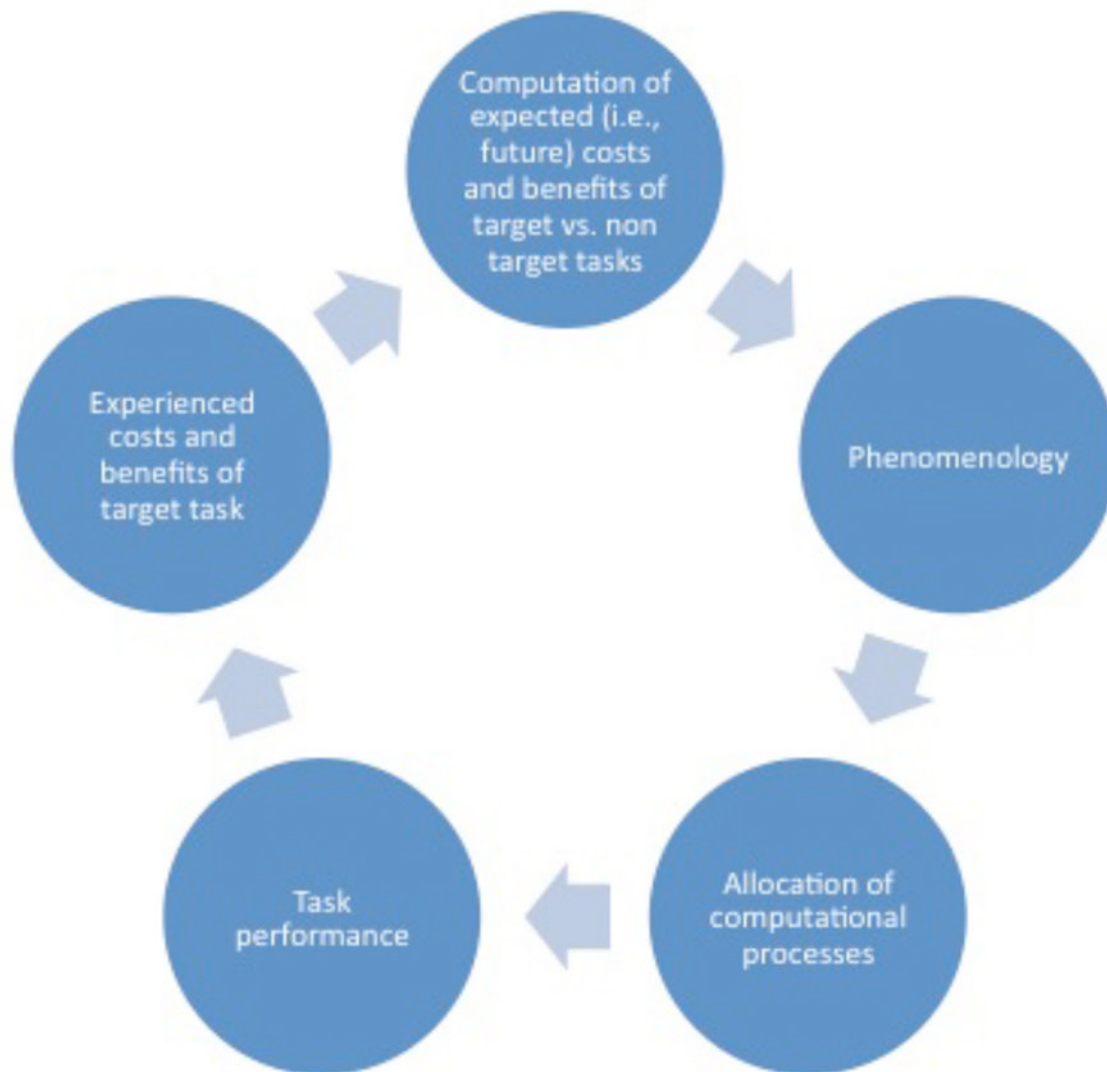 Computation of
expected (i.e.,
future) costs
and benefits of
target vs. non
target tasks
Phenomenology
Allocation of
computational
processes
Task
performance
Experienced
costs and
benefits of
target task